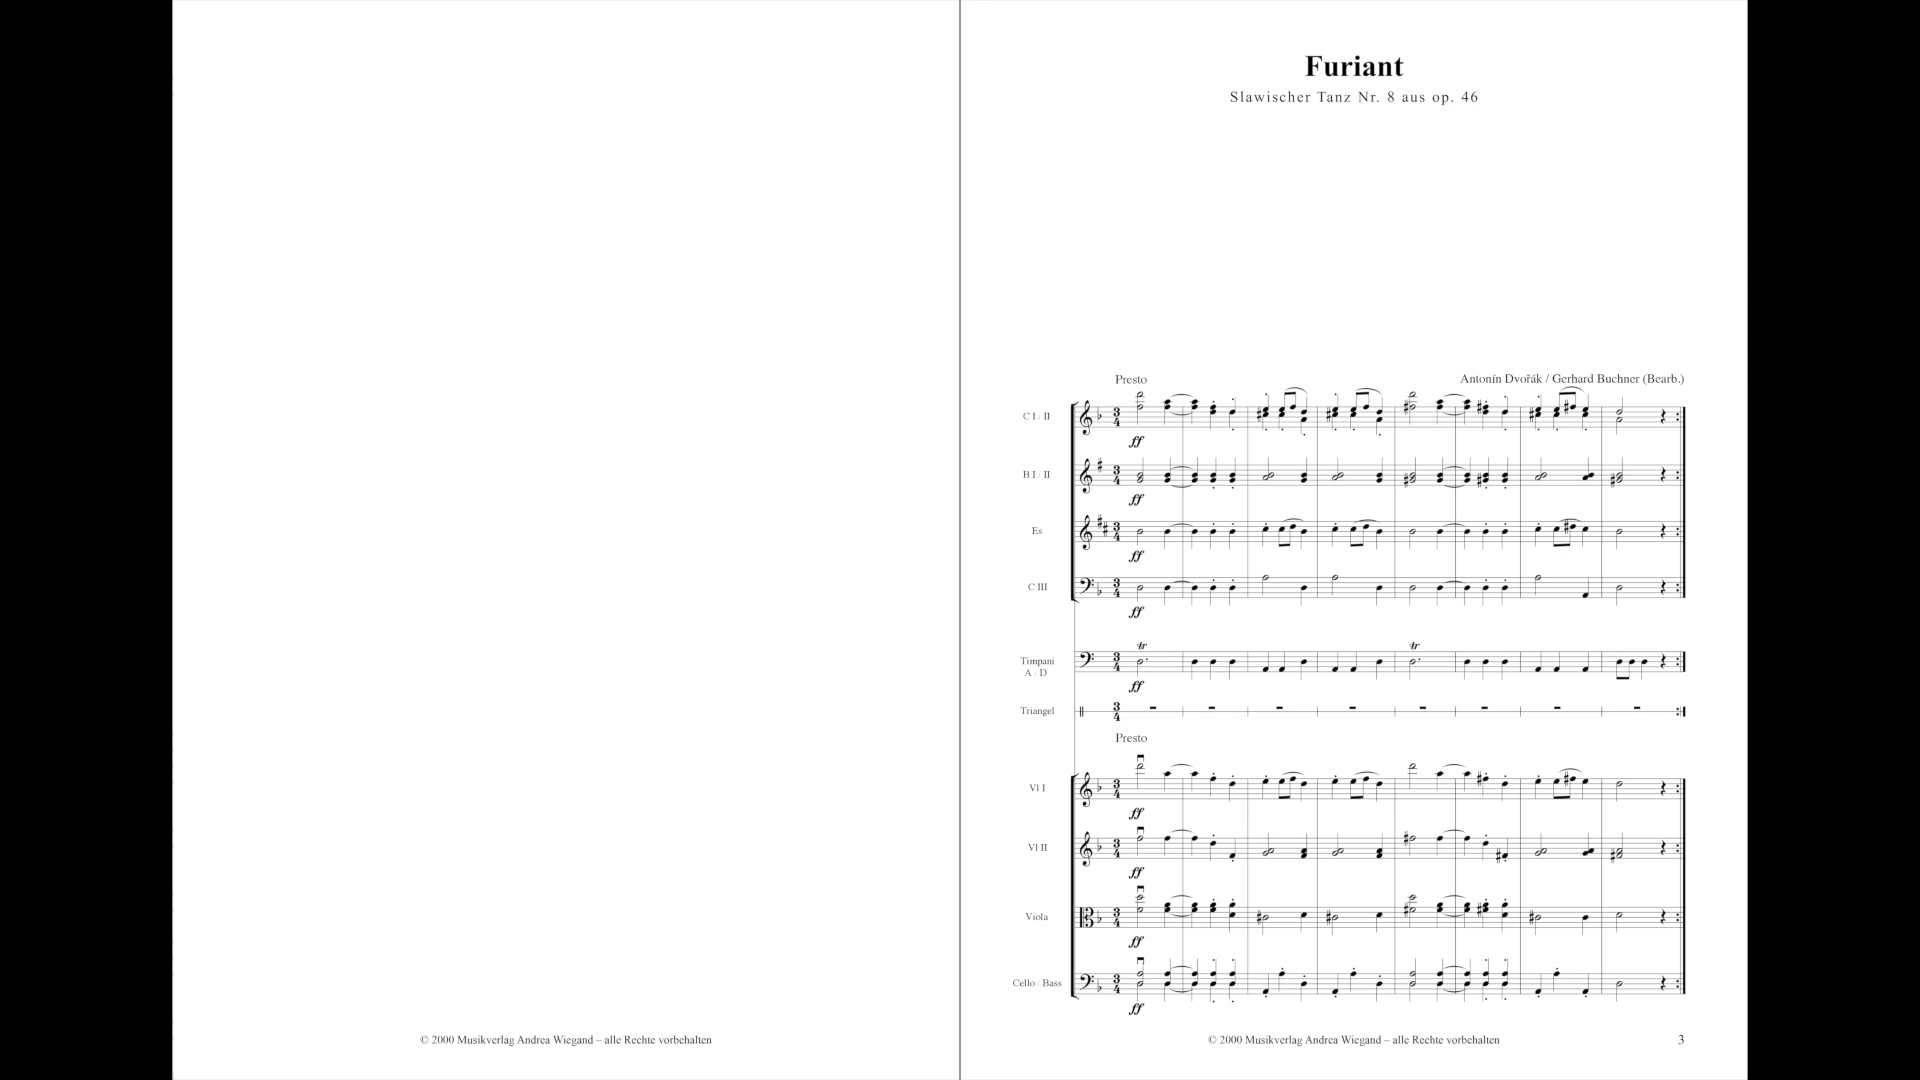 Furiant
Slawischer Tanz Nr. 8 aus op. 46
Presto
Antonín Dvořák / Gerhard Buchner (Bearb.)
C I / II
ff
B I / II
ff
Es
ff
C III
ff
tr tr
Timpani
A / D
ff
Triangel
Presto
Vl I
ff
Vl II
ff
Viola
ff
Cello / Bass
ff
© 2000 Musikverlag Andrea Wiegand – alle Rechte vorbehalten
© 2000 Musikverlag Andrea Wiegand – alle Rechte vorbehalten
3